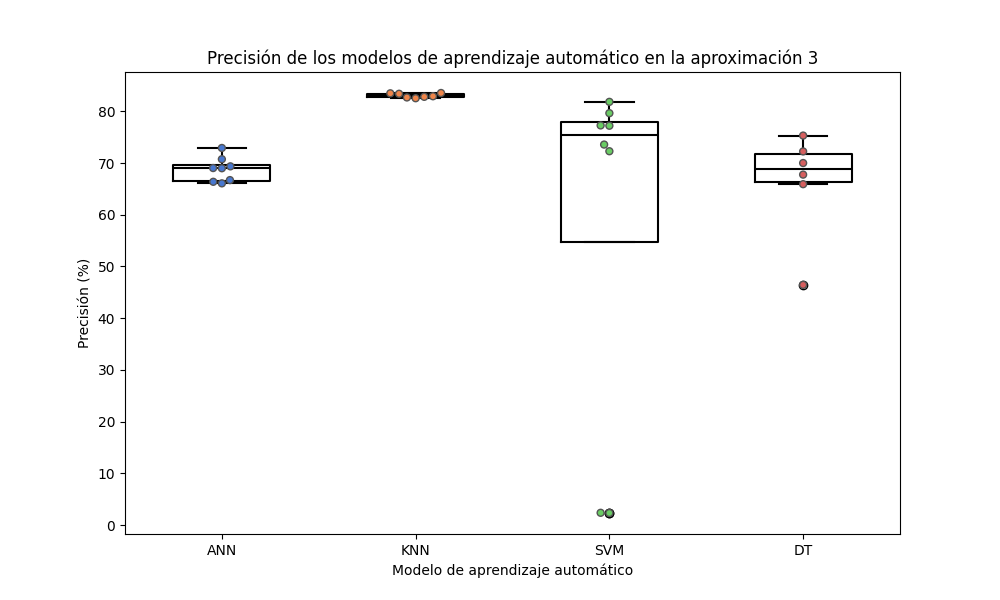 Precisión de los modelos de aprendizaje automático en la aproximación 3
Precisión (%)
80
70
60
50
40
30
20
10
0
ANN KNN SVM DT
Modelo de aprendizaje automático